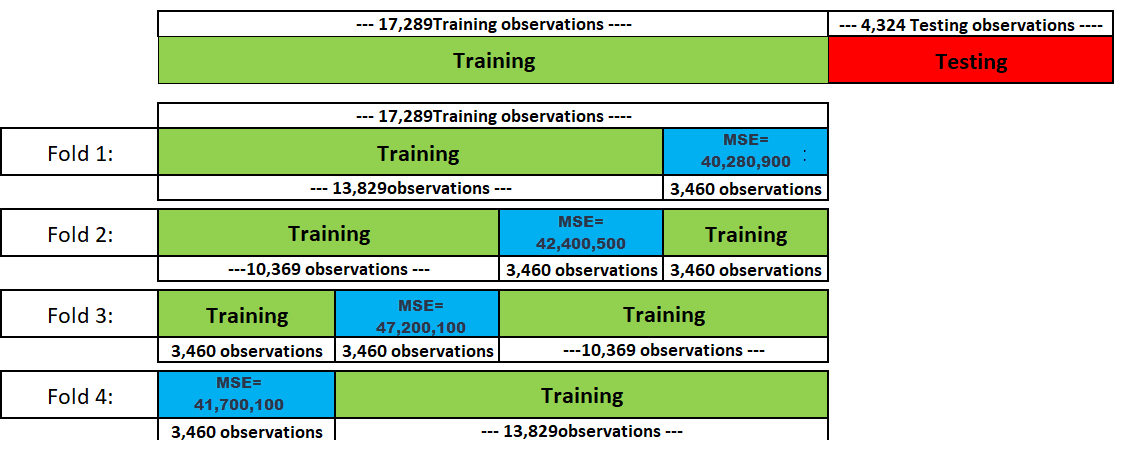 --- 17,289Training observations ----
--- 4,324 Testing observations ----
Training
Testing
--- 17,289Training observations ----
Fold 1:
Training
MSE=
40,280,900 :
--- 13,829observations ---
3,460 observations
Fold 2:
Training
MSE=
42,400,500
Training
---10,369 observations ---
3,460 observations
3,460 observations
Fold 3:
Training
MSE=
47,200,100
Training
3,460 observations
3,460 observations
---10,369 observations ---
Fold 4:
MSE=
41,700,100
Training
3,460 observations
--- 13,829observations ---